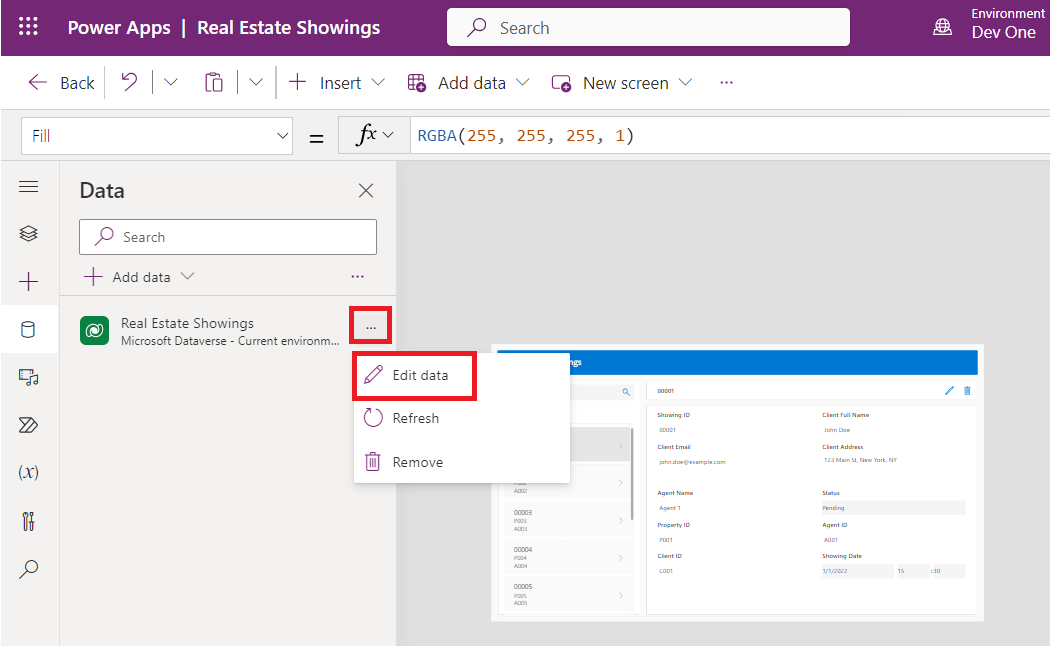 Power Apps | Real Estate Showings
Search
Environment
Dev One
Back
Insert
Add data
New screen
...
Fill
=
fx
RGBA(255, 255, 255, 1)
Data
Search
Add data
...
Real Estate Showings
Microsoft Dataverse - Current environm...
...
Edit data
Refresh
Remove
(x)
ngs
00001
Showing ID
00001
Client Full Name
John Doe
Client Email
john.doe@example.com
Client Address
123 Main St, New York, NY
Agent Name
Agent 1
Status
Pending
Property ID
P001
Agent ID
A001
Client ID
C001
Showing Date
1/1/2022
15
:30
A002
00003
P003
A003
00004
P004
A004
00005
P005
A005